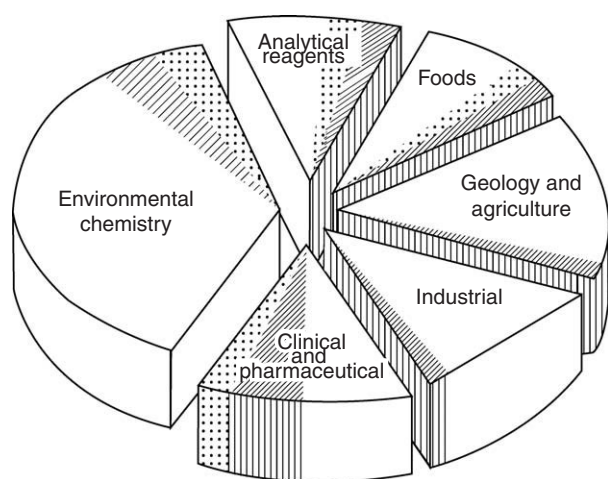 Analytical
reagents
Foods
Geology and
agriculture
Environmental
chemistry
Industrial
Clinical
and
pharmaceutical